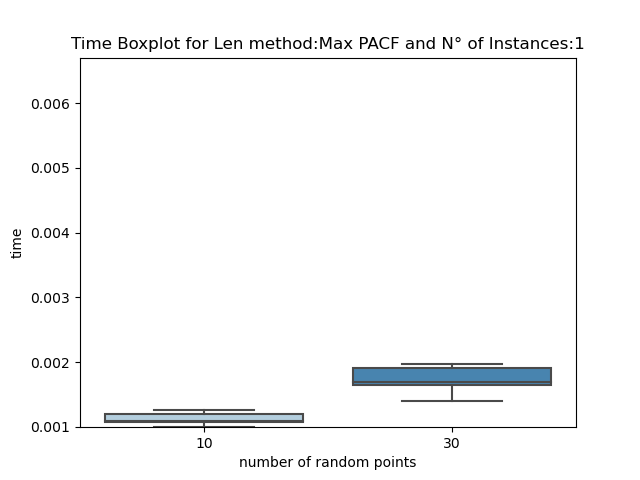 Time Boxplot for Len method:Max PACF and N° of Instances:1
0.006
0.005
0.004
0.003
0.002
0.001
time
10 30
number of random points